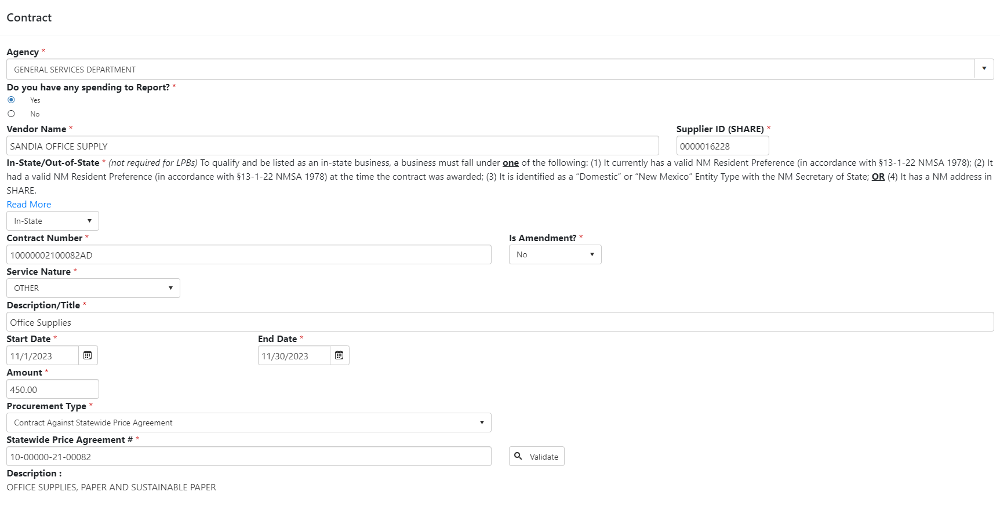 Contract
Agency *
GENERAL SERVICES DEPARTMENT
Do you have any spending to Report? *
Yes
No
Vendor Name *
Supplier ID (SHARE) *
SANDIA OFFICE SUPPLY
0000016228
In-State/Out-of-State * (not required for LPBs) To qualify and be listed as an in-state business, a business must fall under one of the following: (1) It currently has a valid NM Resident Preference (in accordance with §13-1-22 NMSA 1978); (2) It
had a valid NM Resident Preference (in accordance with §13-1-22 NMSA 1978) at the time the contract was awarded; (3) It is identified as a “Domestic” or “New Mexico” Entity Type with the NM Secretary of State; OR (4) It has a NM address in
SHARE.
Read More
In-State
Contract Number *
Is Amendment? *
10000002100082AD
No
Service Nature *
OTHER
Description/Title *
Office Supplies
Start Date *
End Date *
11/1/2023
11/30/2023
Amount *
450.00
Procurement Type *
Contract Against Statewide Price Agreement
Statewide Price Agreement # *
10-00000-21-00082
Validate
Description :
OFFICE SUPPLIES, PAPER AND SUSTAINABLE PAPER